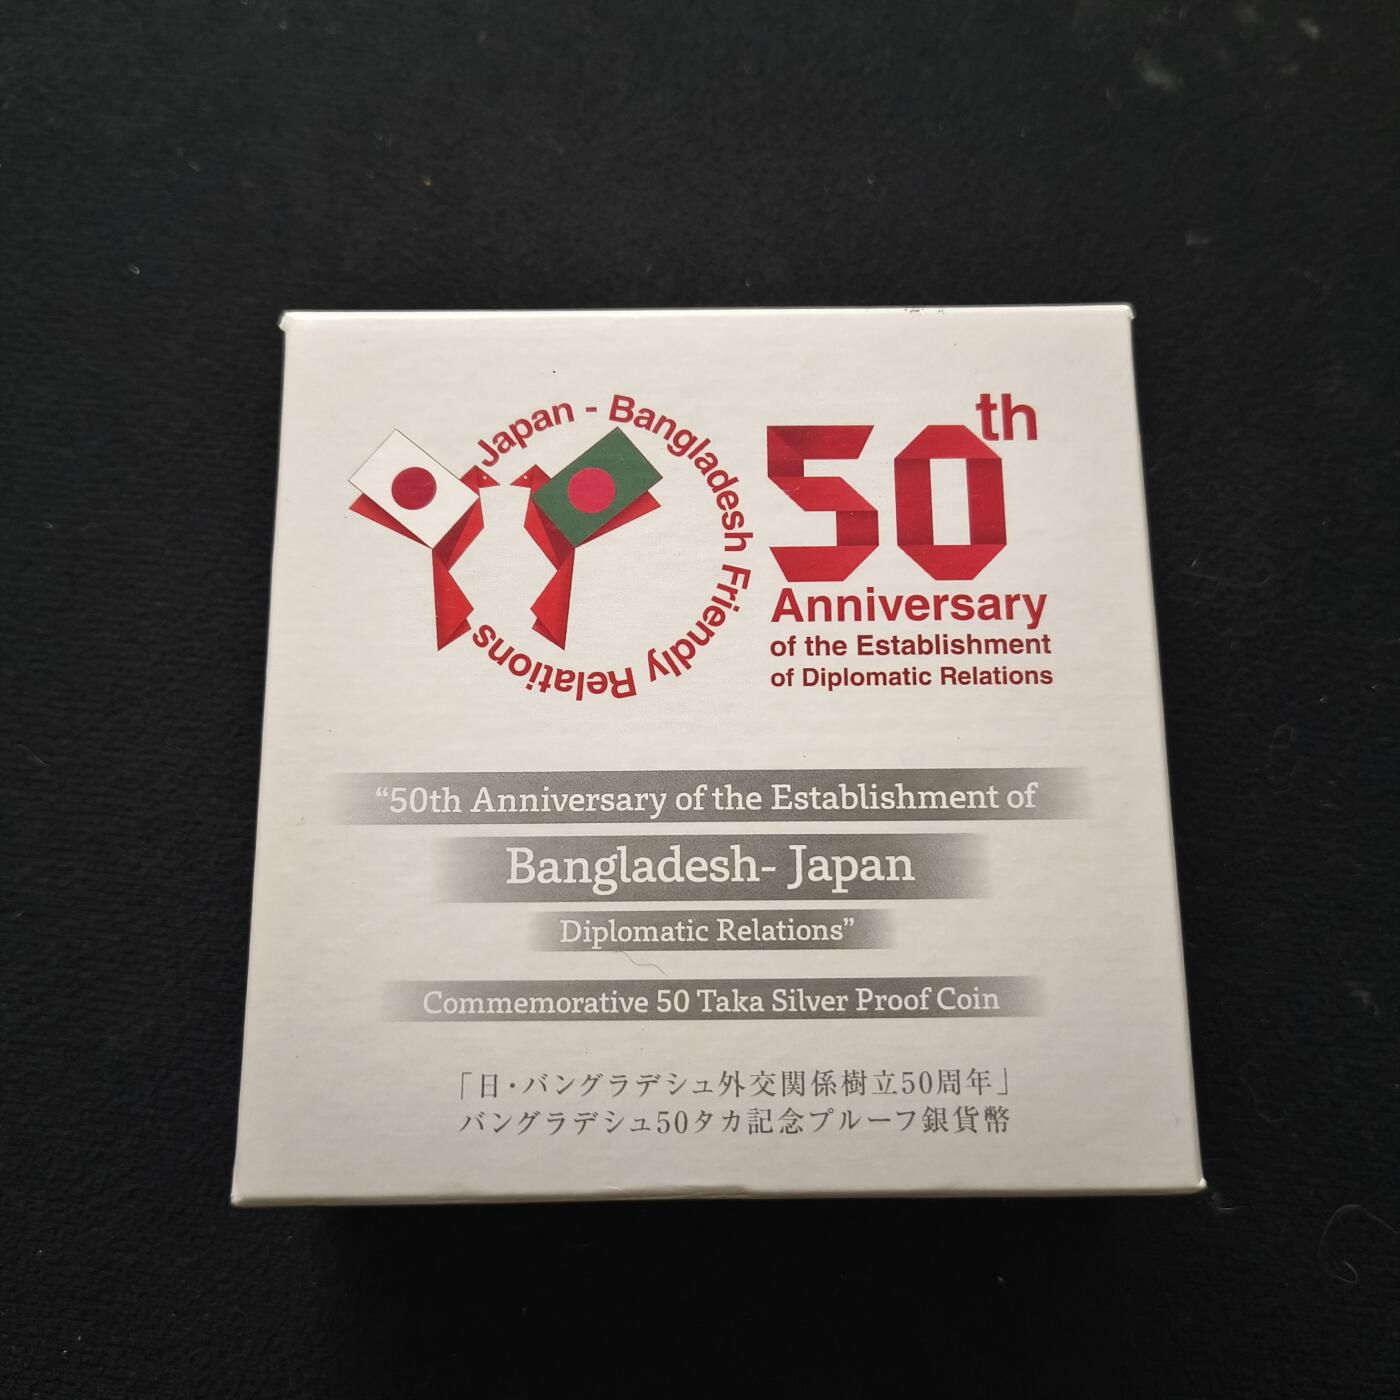 Japan - Bangladesh Friendly Relations
50th
Anniversary
of the Establishment
of Diplomatic Relations
“50th Anniversary of the Establishment of
Bangladesh- Japan
Diplomatic Relations”
Commemorative 50 Taka Silver Proof Coin
「日・バングラデシュ外交関係樹立50周年」
バングラデシュ50タカ記念プルーフ銀貨幣